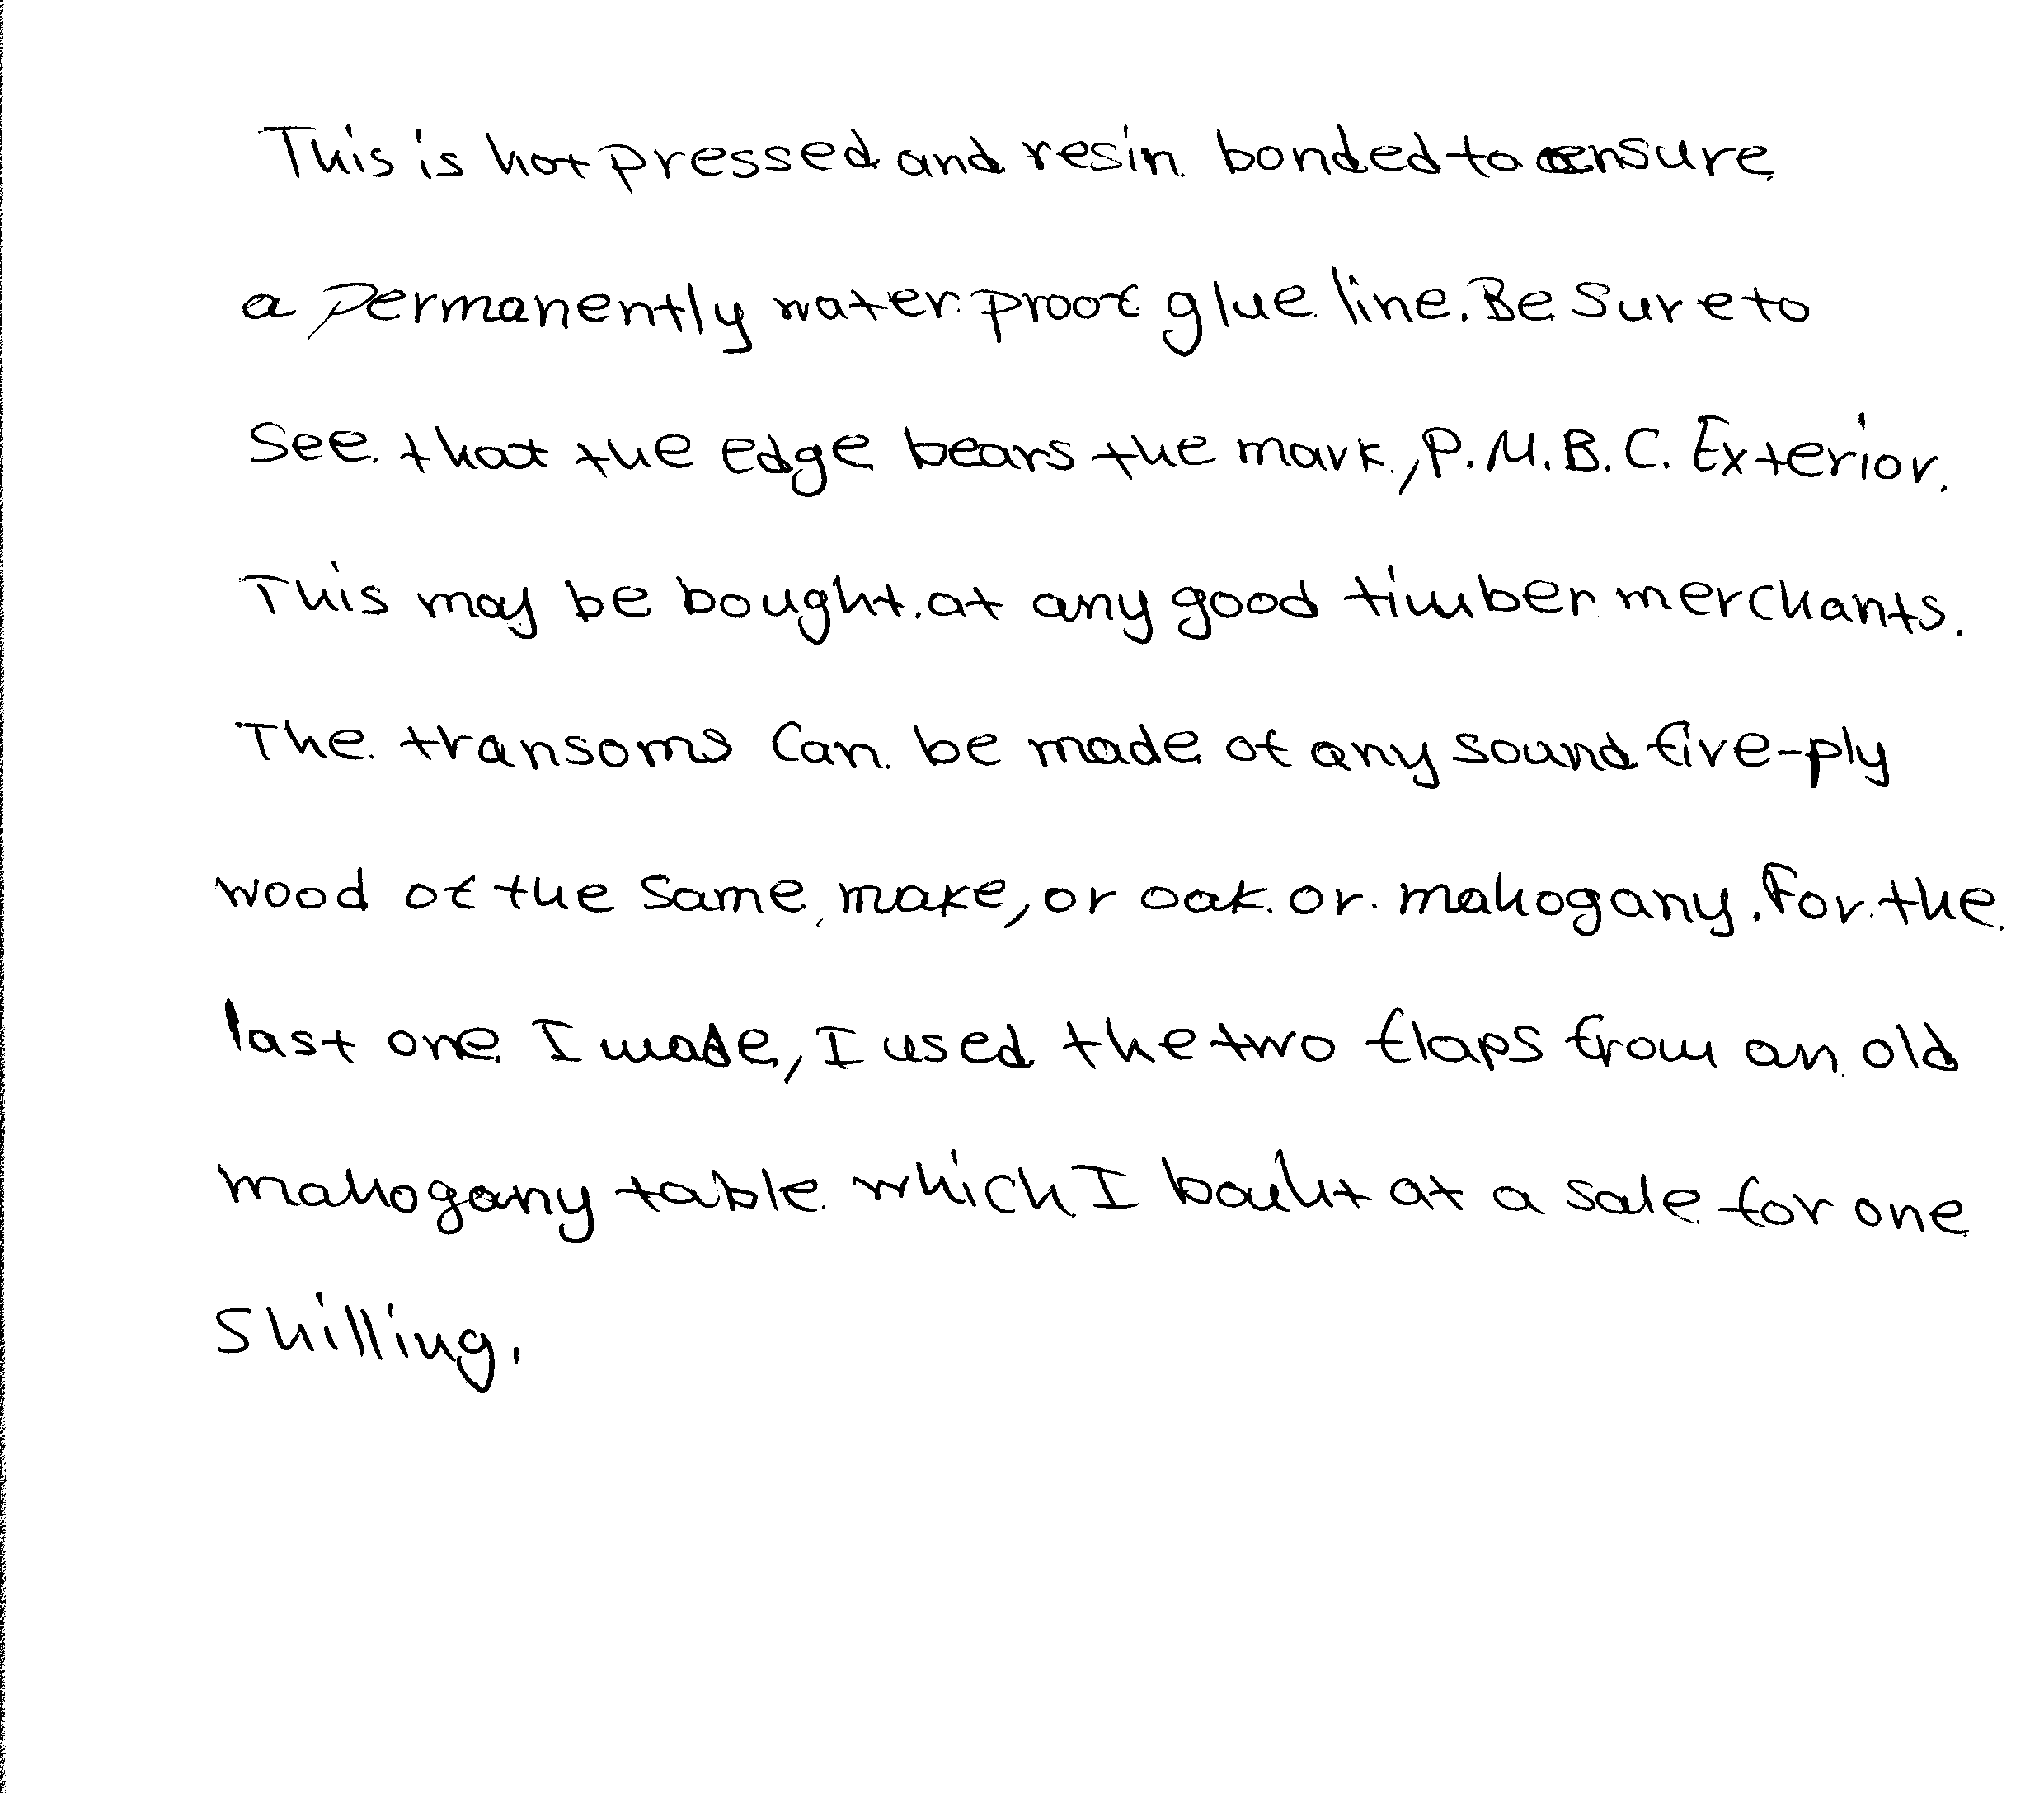 This is hot pressed and resin bonded to ensure
a permanently waterproof glue line. Be sure to
see that the edge bears the mark, P.M.B.C. Exterior.
This may be bought at any good timber merchants.
The transoms can be made of any sound five-ply
wood of the same make, or oak or mahogany. For the
last one I made, I used the two flaps from an old
mahogany table which I bouht at a sale for one
shilling.